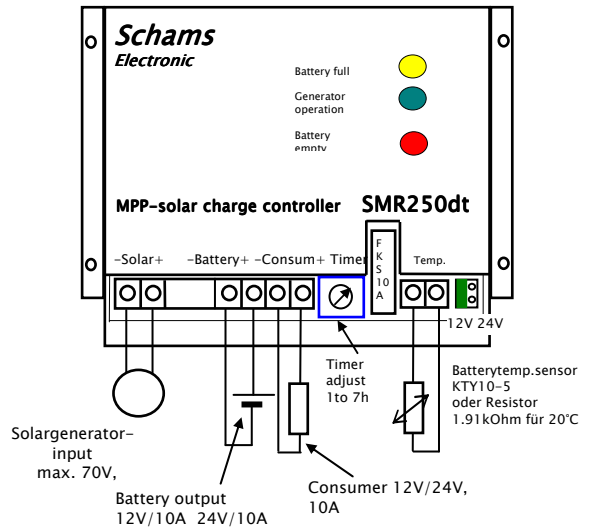 Schams
Electronic
Battery full
Generator
operation
Battery
empty
MPP-solar charge controller SMR250dt
-Solar+ -Battery+ -Consum+ Timer
FKS10A
Temp.
12V 24V
Timer
adjust
1to 7h
Batterytemp.sensor
KTY10-5
oder Resistor
1.91kOhm für 20°C
Solargenerator-
input
max. 70V,
Battery output
12V/10A 24V/10A
Consumer 12V/24V,
10A